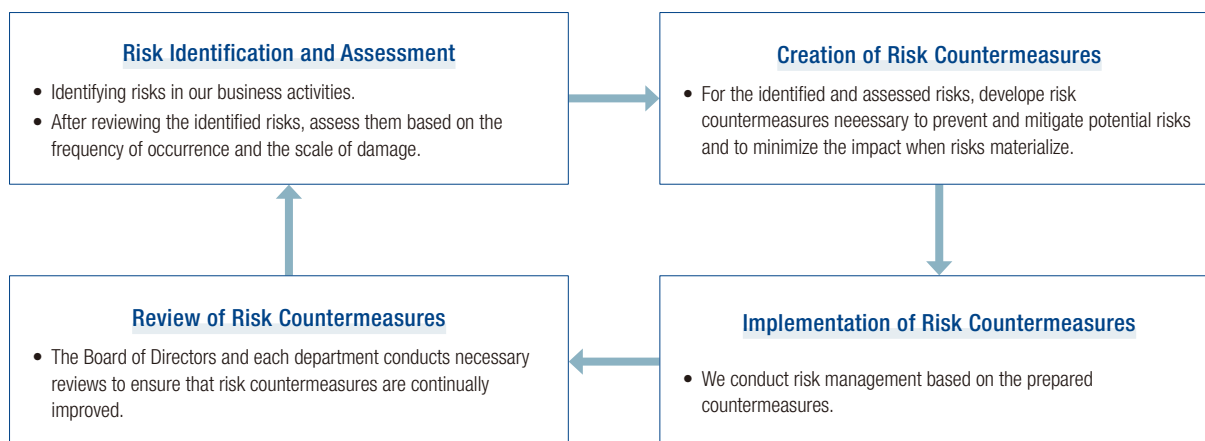 Risk Identification and Assessment
• Identifying risks in our business activities.
• After reviewing the identified risks, assess them based on the
frequency of occurrence and the scale of damage.
Creation of Risk Countermeasures
• For the identified and assessed risks, develope risk
countermeasures neeessary to prevent and mitigate potential risks
and to minimize the impact when risks materialize.
Review of Risk Countermeasures
• The Board of Directors and each department conducts necessary
reviews to ensure that risk countermeasures are continually
improved.
Implementation of Risk Countermeasures
• We conduct risk management based on the prepared
countermeasures.